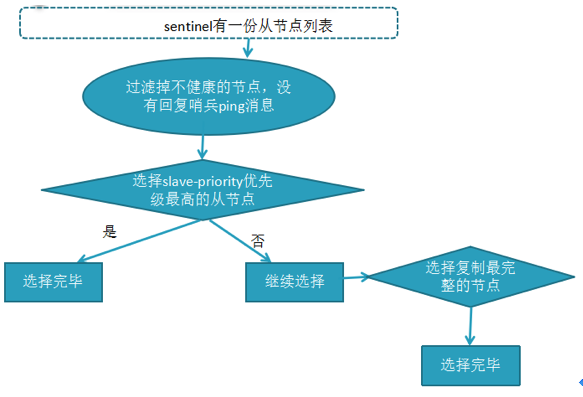 sentinel有一份从节点列表
过滤掉不健康的节点，没
有回复哨兵ping消息
选择slave-priority优先
级最高的从节点
是
否
选择完毕
继续选择
选择复制最完
整的节点
选择完毕